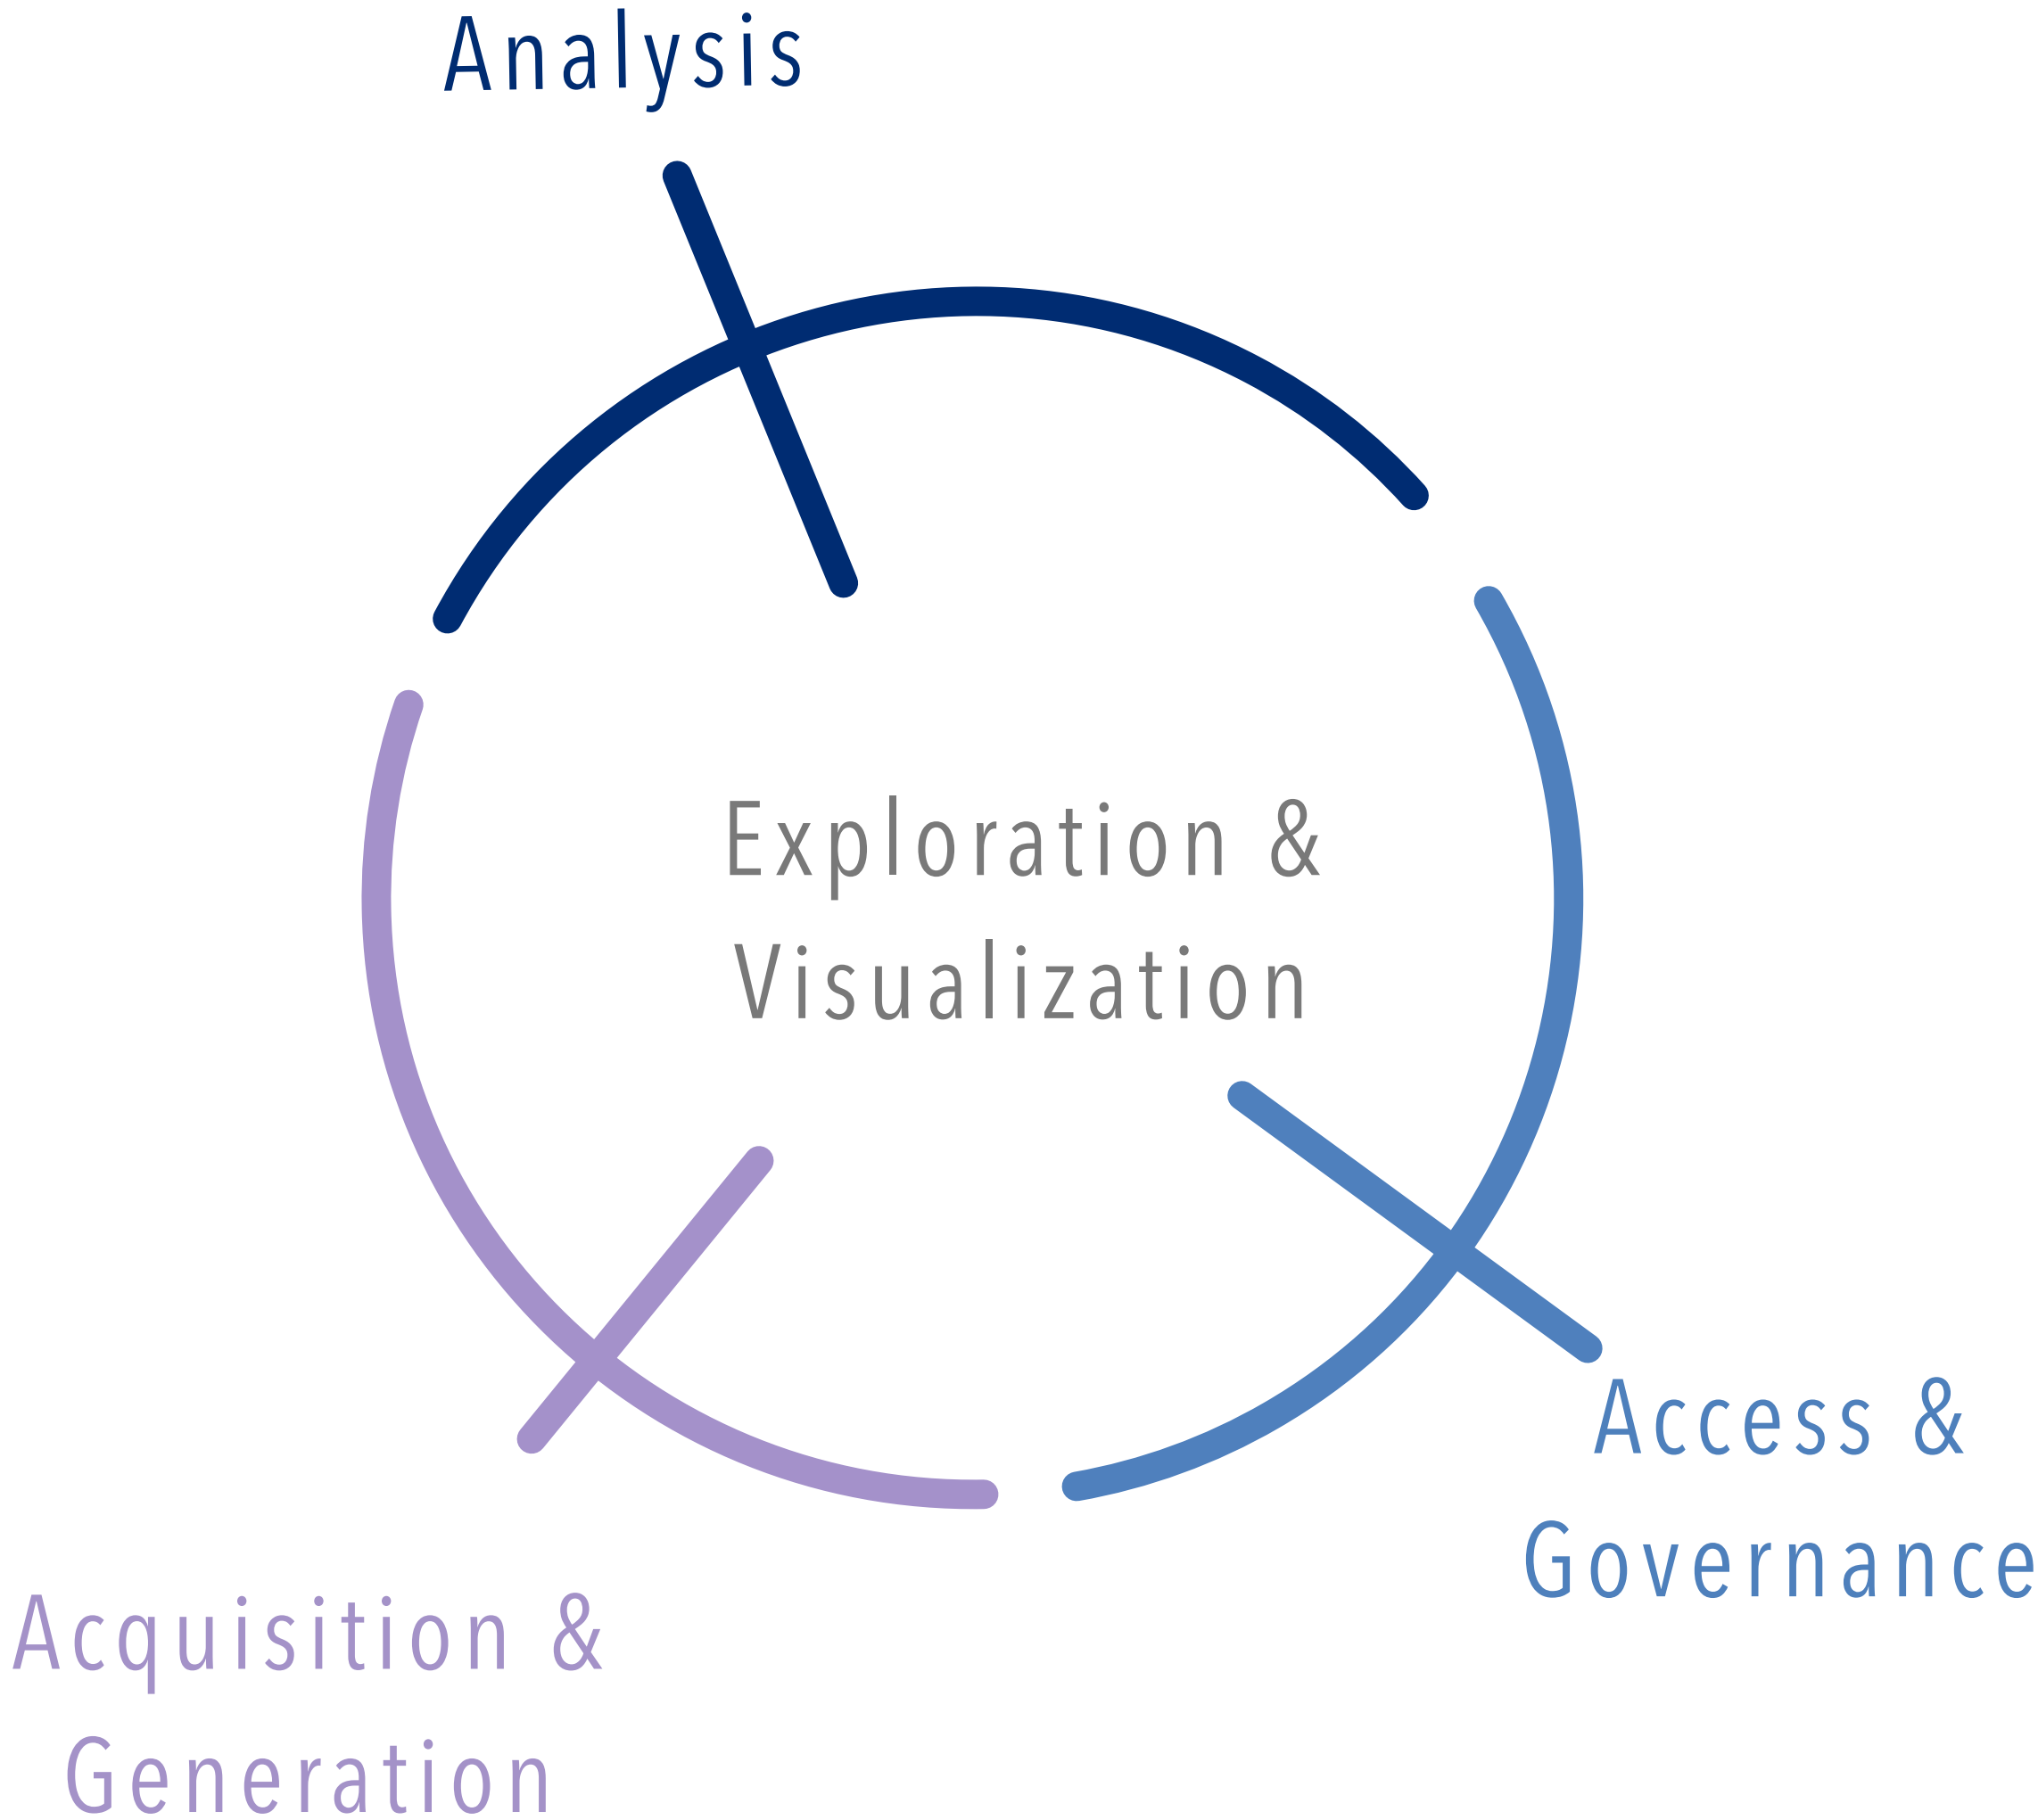 Analysis
Exploration &
Visualization
Access &
Governance
Acquisition &
Generation